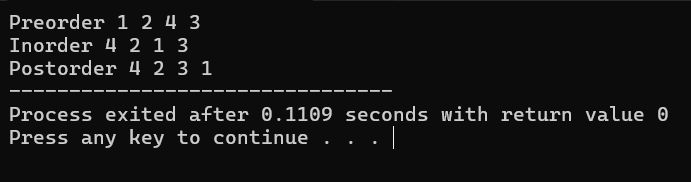 Preorder 1 2 4 3
Inorder 4 2 1 3
Postorder 4 2 3 1
--------------------------------
Process exited after 0.1109 seconds with return value 0
Press any key to continue . . .